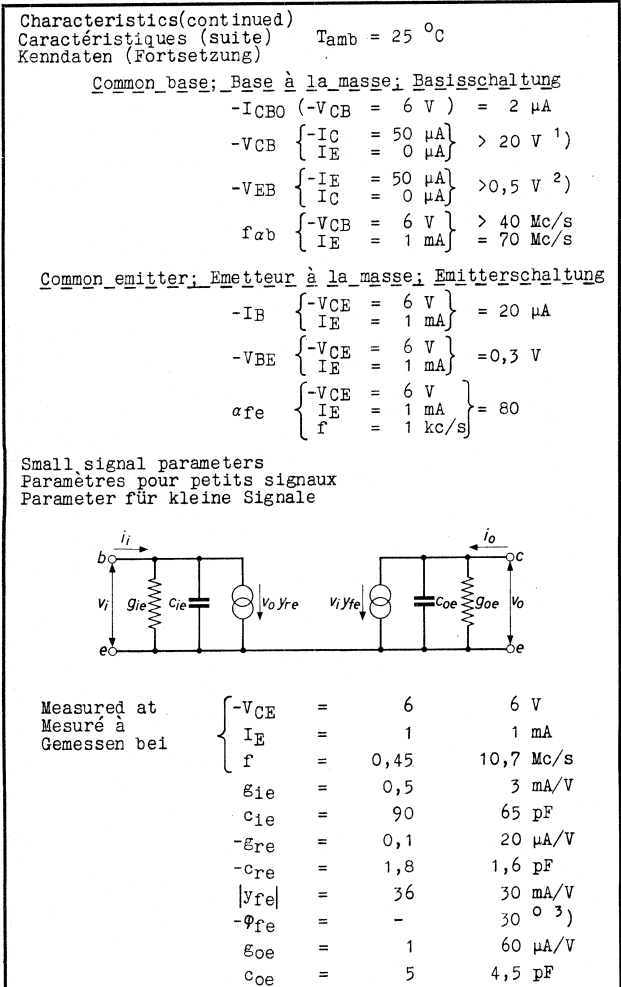 Characteristics(continued)
Caractéristiques (suite) Tamb = 25 °C
Kenndaten (Fortsetzung)
Common base; Base à la masse; Basisschaltung
-ICBO (-VCB = 6 V ) = 2 µA
-VCB {-IC = 50 µA} > 20 V 1)
IE = 0 µA
-VEB {-IE = 50 µA} >0,5 V 2)
IC = 0 µA
fαb {-VCB = 6 V } > 40 Mc/s
IE = 1 mA = 70 Mc/s
Common emitter; Emetteur à la masse; Emitterschaltung
-IB {-VCE = 6 V } = 20 µA
IE = 1 mA
-VBE {-VCE = 6 V } =0,3 V
IE = 1 mA
αfe {-VCE = 6 V
IE = 1 mA } = 80
f = 1 kc/s
Small signal parameters
Paramètres pour petits signaux
Parameter für kleine Signale
ii io
b c
vi gie cie vo yre vi yfe coe goe vo
e e
Measured at {-VCE = 6 6 V
Mesuré à IE = 1 1 mA
Gemessen bei f = 0,45 10,7 Mc/s
gie = 0,5 3 mA/V
cie = 90 65 pF
-gre = 0,1 20 µA/V
-cre = 1,8 1,6 pF
|yfe| = 36 30 mA/V
-φfe = - 30 ° 3)
goe = 1 60 µA/V
coe = 5 4,5 pF